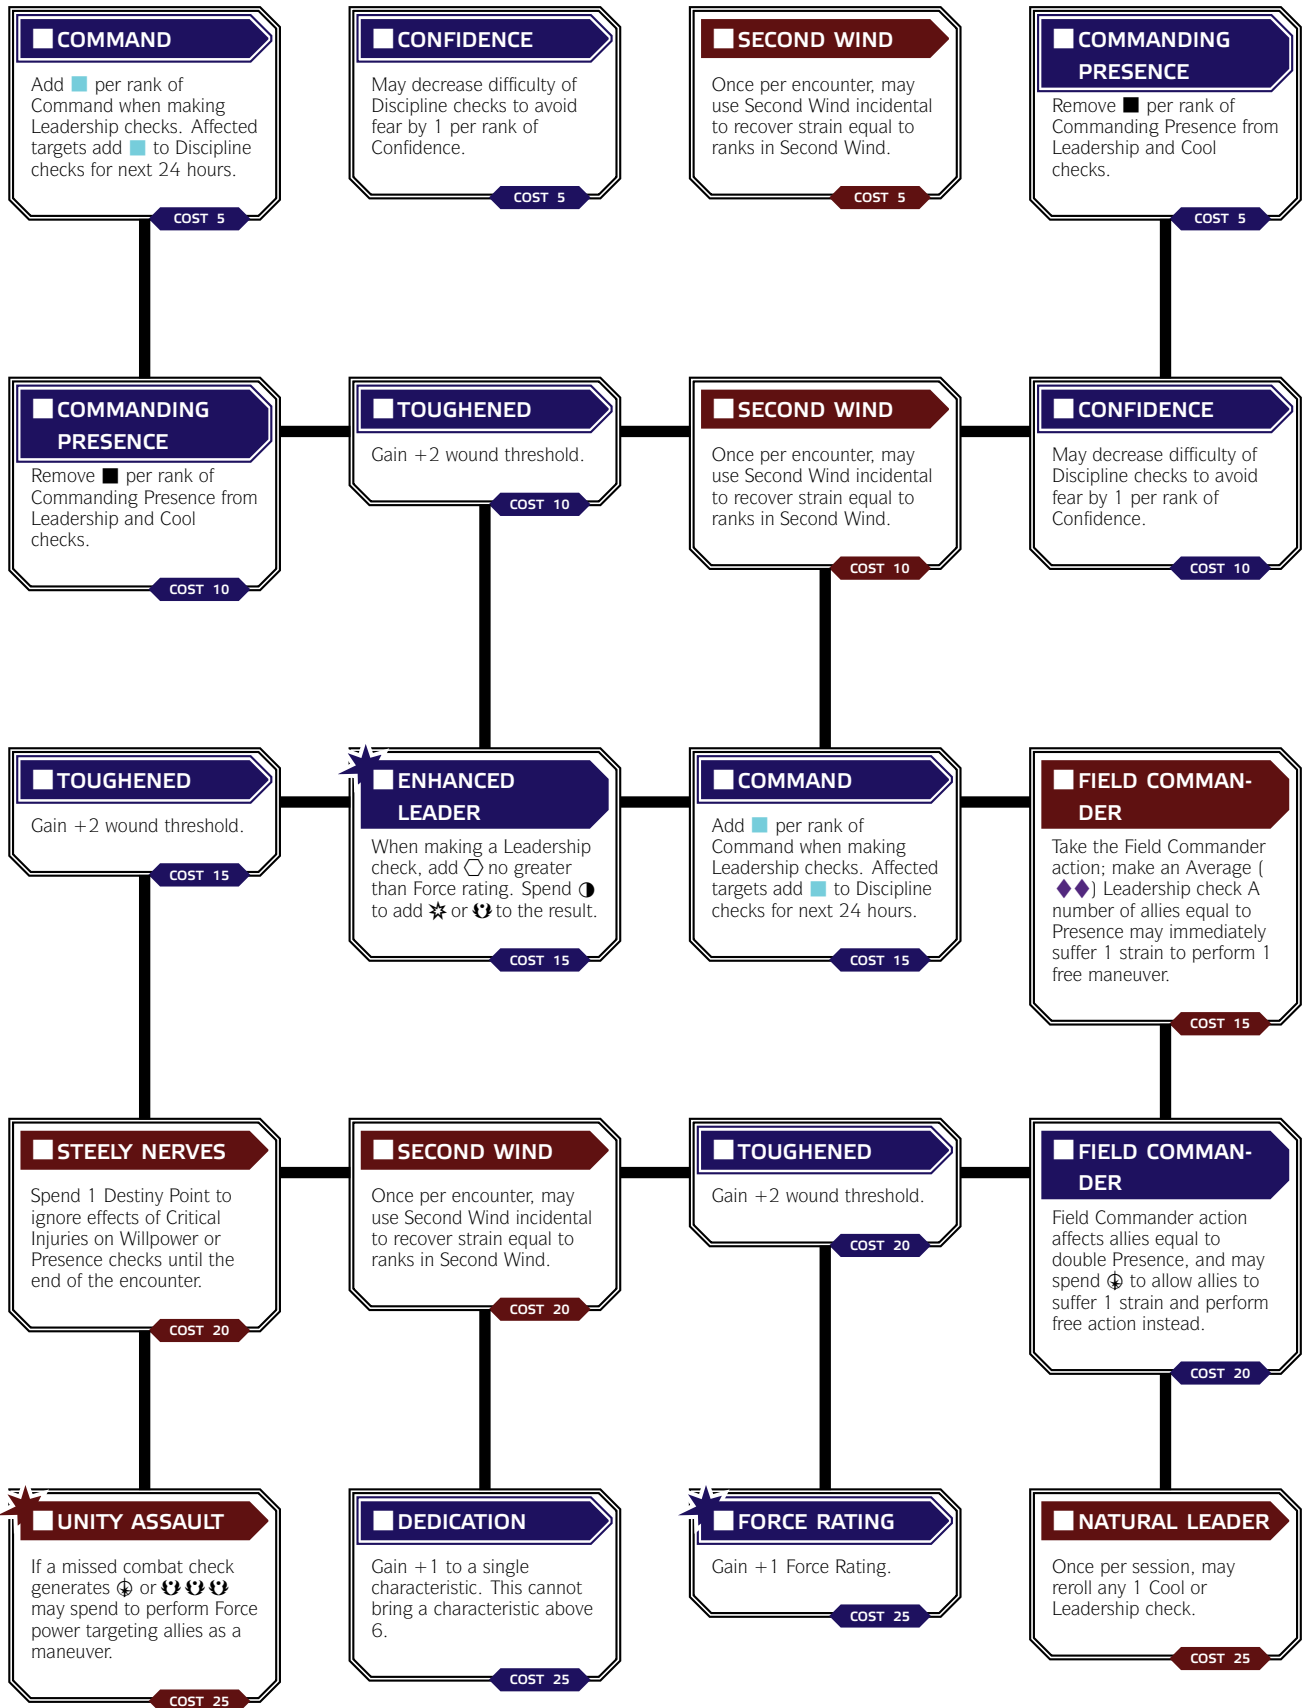 COMMAND
Add per rank of
Command when making
Leadership checks. Affected
targets add to Discipline
checks for next 24 hours.
COST 5
CONFIDENCE
May decrease difficulty of
Discipline checks to avoid
fear by 1 per rank of
Confidence.
COST 5
SECOND WIND
Once per encounter, may
use Second Wind incidental
to recover strain equal to
ranks in Second Wind.
COST 5
COMMANDING
PRESENCE
Remove per rank of
Commanding Presence from
Leadership and Cool
checks.
COST 5
COMMANDING
PRESENCE
Remove per rank of
Commanding Presence from
Leadership and Cool
checks.
COST 10
TOUGHENED
Gain +2 wound threshold.
COST 10
SECOND WIND
Once per encounter, may
use Second Wind incidental
to recover strain equal to
ranks in Second Wind.
COST 10
CONFIDENCE
May decrease difficulty of
Discipline checks to avoid
fear by 1 per rank of
Confidence.
COST 10
TOUGHENED
Gain +2 wound threshold.
COST 15
ENHANCED
LEADER
When making a Leadership
check, add no greater
than Force rating. Spend
to add or to the result.
COST 15
COMMAND
Add per rank of
Command when making
Leadership checks. Affected
targets add to Discipline
checks for next 24 hours.
COST 15
FIELD COMMAN-
DER
Take the Field Commander
action; make an Average (
) Leadership check A
number of allies equal to
Presence may immediately
suffer 1 strain to perform 1
free maneuver.
COST 15
STEELY NERVES
Spend 1 Destiny Point to
ignore effects of Critical
Injuries on Willpower or
Presence checks until the
end of the encounter.
COST 20
SECOND WIND
Once per encounter, may
use Second Wind incidental
to recover strain equal to
ranks in Second Wind.
COST 20
TOUGHENED
Gain +2 wound threshold.
COST 20
FIELD COMMAN-
DER
Field Commander action
affects allies equal to
double Presence, and may
spend to allow allies to
suffer 1 strain and perform
free action instead.
COST 20
UNITY ASSAULT
If a missed combat check
generates or
may spend to perform Force
power targeting allies as a
maneuver.
COST 25
DEDICATION
Gain +1 to a single
characteristic. This cannot
bring a characteristic above
6.
COST 25
FORCE RATING
Gain +1 Force Rating.
COST 25
NATURAL LEADER
Once per session, may
reroll any 1 Cool or
Leadership check.
COST 25